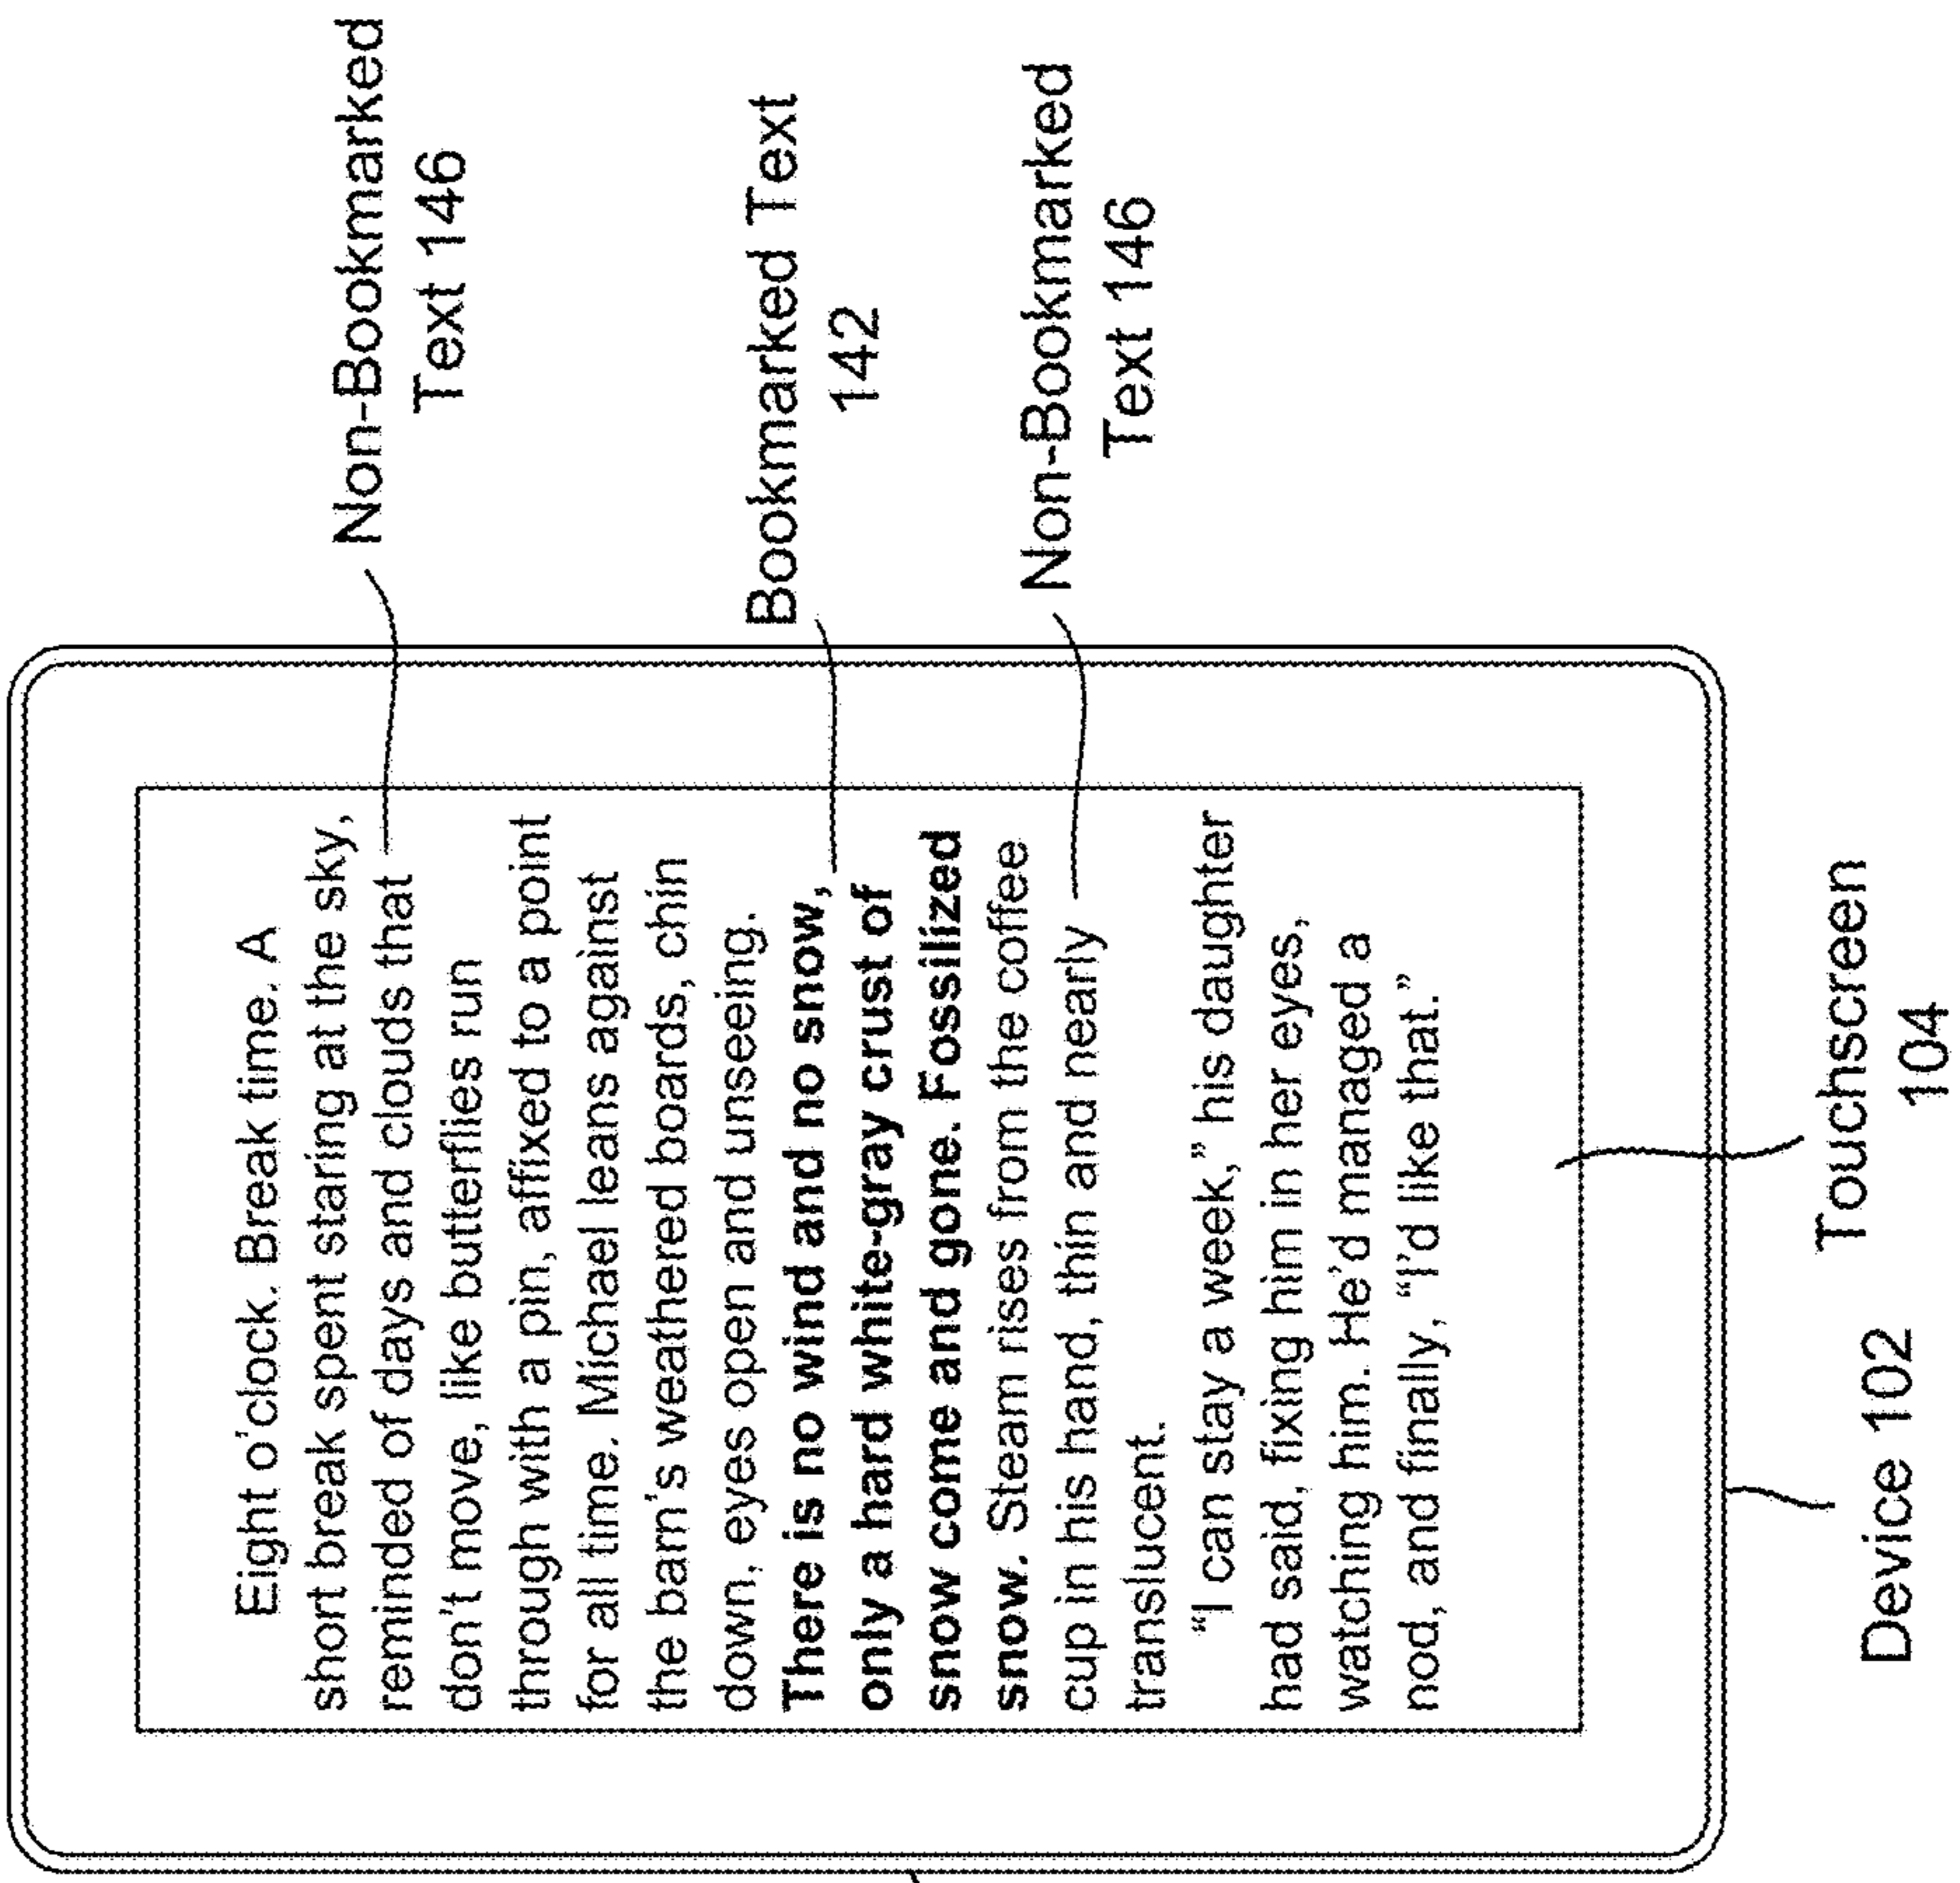 Eight o'clock. Break time. A
short break spent staring at the sky,
reminded of days and clouds that
don't move, like butterflies run
through with a pin, affixed to a point
for all time. Michael leans against
the barn's weathered boards, chin
down, eyes open and unseeing.
There is no wind and no snow,
only a hard white-gray crust of
snow come and gone. Fossilized
snow. Steam rises from the coffee
cup in his hand, thin and nearly
translucent.
"I can stay a week," his daughter
had said, fixing him in her eyes,
watching him. He'd managed a
nod, and finally, "I'd like that."
Non-Bookmarked
Text 146
Bookmarked Text
142
Non-Bookmarked
Text 146
Device 102
Touchscreen
104